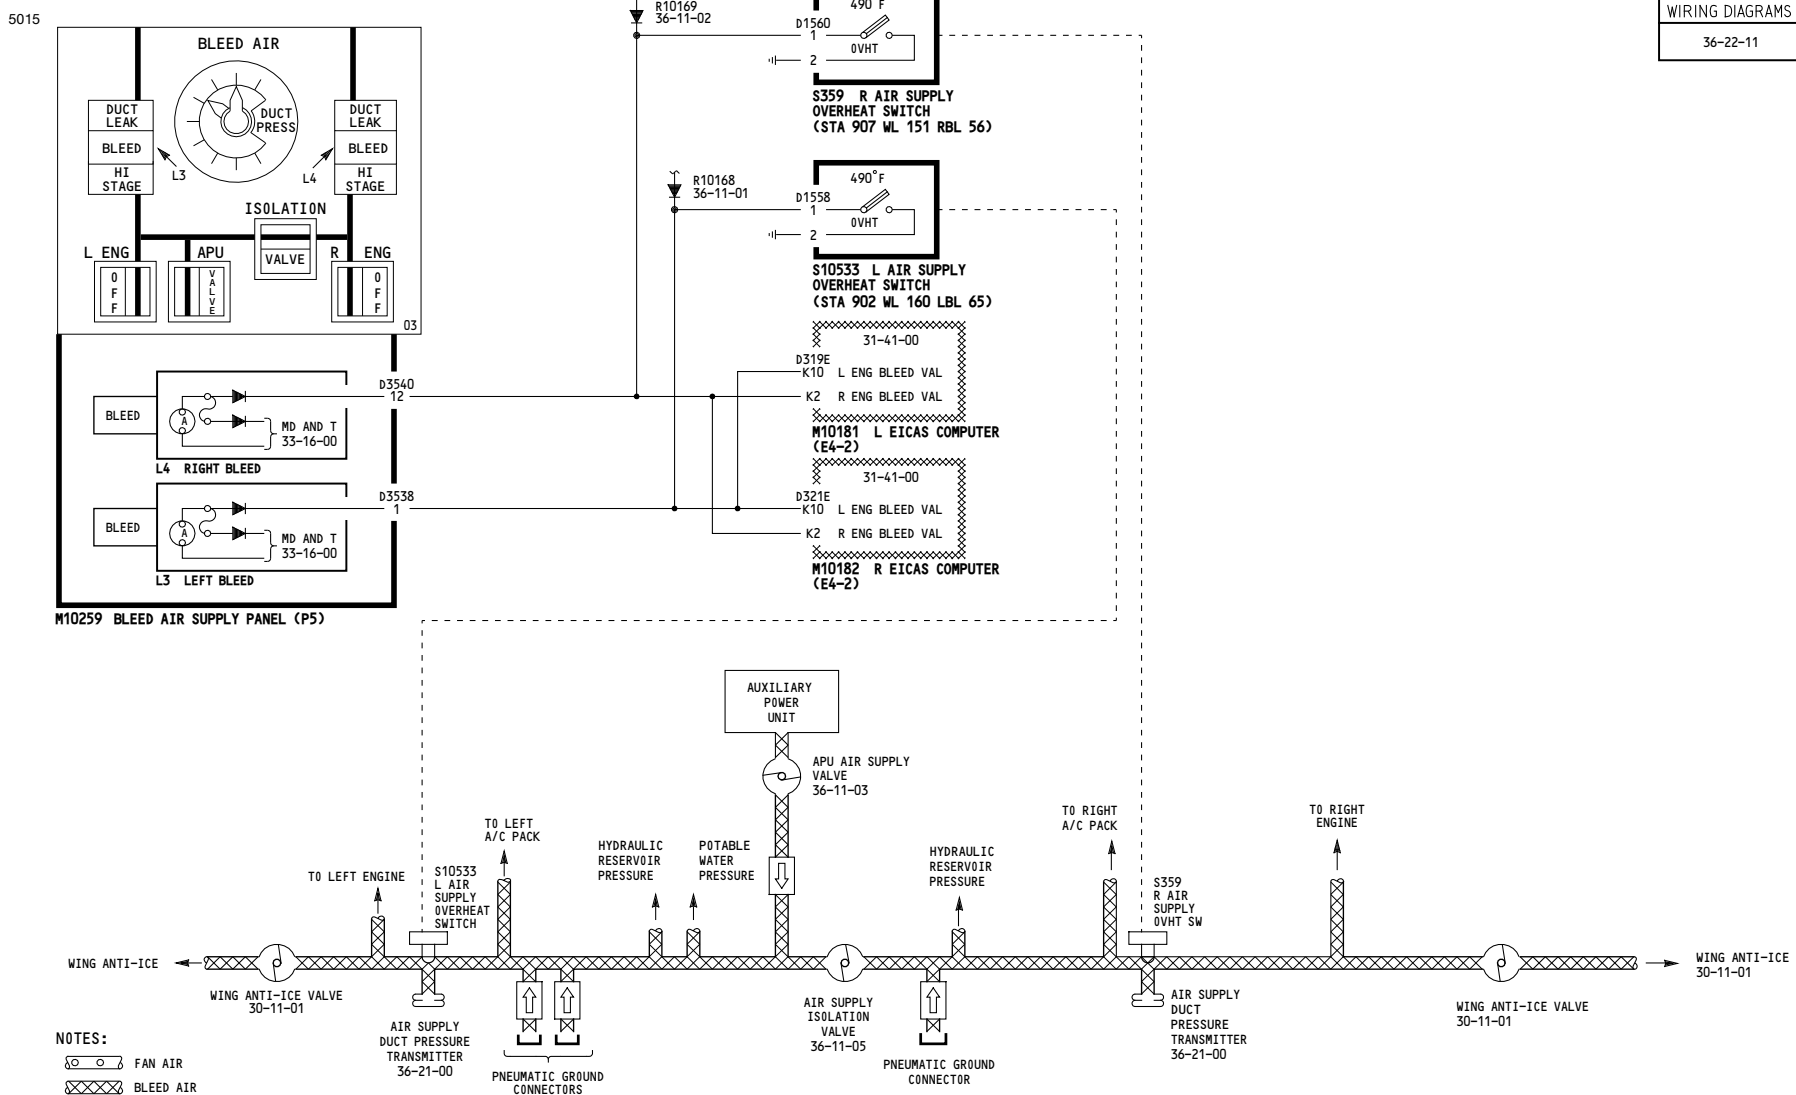 5015
WIRING DIAGRAMS
36-22-11
BLEED AIR
DUCT
LEAK
BLEED
HI
STAGE
DUCT
PRESS
DUCT
LEAK
BLEED
HI
STAGE
L3
L4
ISOLATION
VALVE
L ENG
APU
R ENG
OFF
VALVE
OFF
03
BLEED
A
MD AND T
33-16-00
L4 RIGHT BLEED
D3540
12
BLEED
A
MD AND T
33-16-00
L3 LEFT BLEED
D3538
1
M10259 BLEED AIR SUPPLY PANEL (P5)
R10169
36-11-02
490°F
D1560
1
OVHT
2
S359 R AIR SUPPLY
OVERHEAT SWITCH
(STA 907 WL 151 RBL 56)
R10168
36-11-01
490°F
D1558
1
OVHT
2
S10533 L AIR SUPPLY
OVERHEAT SWITCH
(STA 902 WL 160 LBL 65)
31-41-00
D319E
K10 L ENG BLEED VAL
K2 R ENG BLEED VAL
M10181 L EICAS COMPUTER
(E4-2)
31-41-00
D321E
K10 L ENG BLEED VAL
K2 R ENG BLEED VAL
M10182 R EICAS COMPUTER
(E4-2)
AUXILIARY
POWER
UNIT
APU AIR SUPPLY
VALVE
36-11-03
TO LEFT ENGINE
S10533
L AIR
SUPPLY
OVERHEAT
SWITCH
TO LEFT
A/C PACK
HYDRAULIC
RESERVOIR
PRESSURE
POTABLE
WATER
PRESSURE
HYDRAULIC
RESERVOIR
PRESSURE
TO RIGHT
A/C PACK
S359
R AIR
SUPPLY
OVHT SW
TO RIGHT
ENGINE
WING ANTI-ICE
WING ANTI-ICE VALVE
30-11-01
AIR SUPPLY
DUCT PRESSURE
TRANSMITTER
36-21-00
PNEUMATIC GROUND
CONNECTORS
AIR SUPPLY
ISOLATION
VALVE
36-11-05
PNEUMATIC GROUND
CONNECTOR
AIR SUPPLY
DUCT
PRESSURE
TRANSMITTER
36-21-00
WING ANTI-ICE VALVE
30-11-01
WING ANTI-ICE
30-11-01
NOTES:
FAN AIR
BLEED AIR